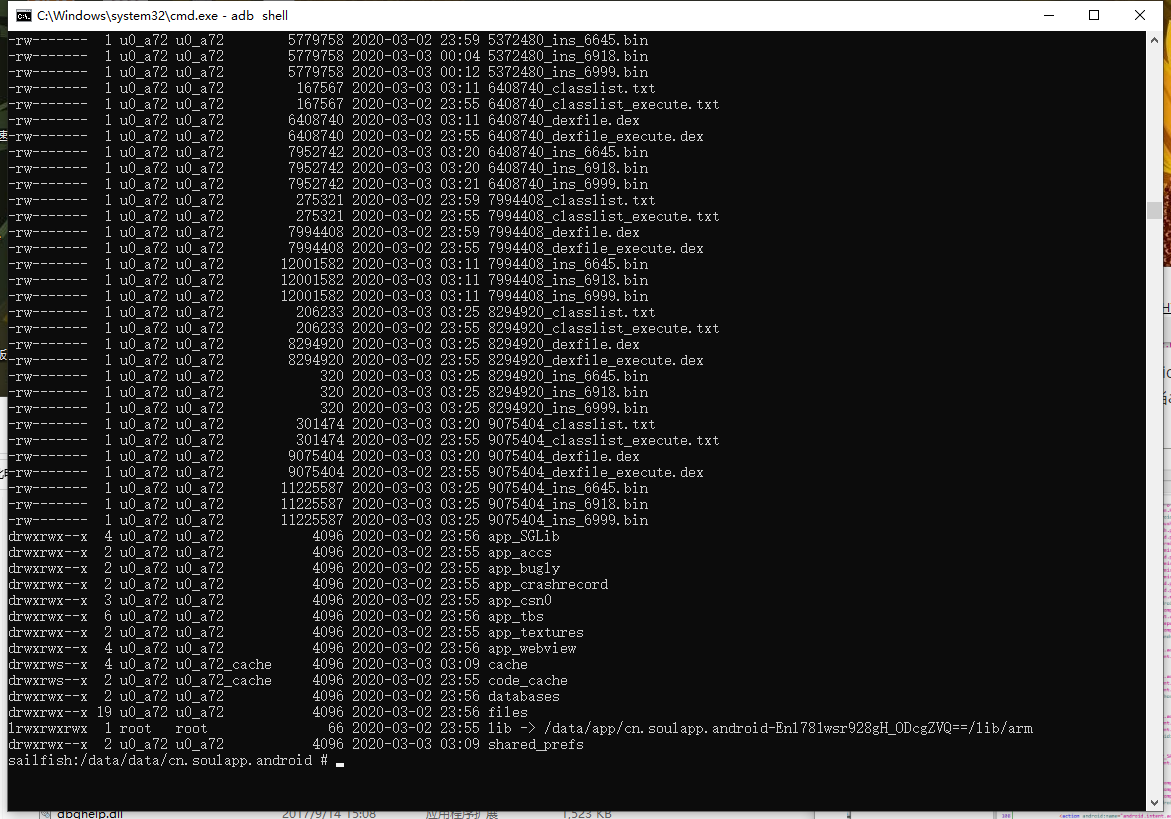 C:\Windows\system32\cmd.exe - adb shell
-rw------- 1 u0_a72 u0_a72 5779758 2020-03-02 23:59 5372480_ins_6645.bin
-rw------- 1 u0_a72 u0_a72 5779758 2020-03-03 00:04 5372480_ins_6918.bin
-rw------- 1 u0_a72 u0_a72 5779758 2020-03-03 00:12 5372480_ins_6999.bin
-rw------- 1 u0_a72 u0_a72 167567 2020-03-03 03:11 6408740_classlist.txt
-rw------- 1 u0_a72 u0_a72 167567 2020-03-02 23:55 6408740_classlist_execute.txt
-rw------- 1 u0_a72 u0_a72 6408740 2020-03-03 03:11 6408740_dexfile.dex
-rw------- 1 u0_a72 u0_a72 6408740 2020-03-02 23:55 6408740_dexfile_execute.dex
-rw------- 1 u0_a72 u0_a72 7952742 2020-03-03 03:20 6408740_ins_6645.bin
-rw------- 1 u0_a72 u0_a72 7952742 2020-03-03 03:20 6408740_ins_6918.bin
-rw------- 1 u0_a72 u0_a72 7952742 2020-03-03 03:21 6408740_ins_6999.bin
-rw------- 1 u0_a72 u0_a72 275321 2020-03-02 23:59 7994408_classlist.txt
-rw------- 1 u0_a72 u0_a72 275321 2020-03-02 23:55 7994408_classlist_execute.txt
-rw------- 1 u0_a72 u0_a72 7994408 2020-03-02 23:59 7994408_dexfile.dex
-rw------- 1 u0_a72 u0_a72 7994408 2020-03-02 23:55 7994408_dexfile_execute.dex
-rw------- 1 u0_a72 u0_a72 12001582 2020-03-03 03:11 7994408_ins_6645.bin
-rw------- 1 u0_a72 u0_a72 12001582 2020-03-03 03:11 7994408_ins_6918.bin
-rw------- 1 u0_a72 u0_a72 12001582 2020-03-03 03:11 7994408_ins_6999.bin
-rw------- 1 u0_a72 u0_a72 206233 2020-03-03 03:25 8294920_classlist.txt
-rw------- 1 u0_a72 u0_a72 206233 2020-03-02 23:55 8294920_classlist_execute.txt
-rw------- 1 u0_a72 u0_a72 8294920 2020-03-03 03:25 8294920_dexfile.dex
-rw------- 1 u0_a72 u0_a72 8294920 2020-03-02 23:55 8294920_dexfile_execute.dex
-rw------- 1 u0_a72 u0_a72 320 2020-03-03 03:25 8294920_ins_6645.bin
-rw------- 1 u0_a72 u0_a72 320 2020-03-03 03:25 8294920_ins_6918.bin
-rw------- 1 u0_a72 u0_a72 320 2020-03-03 03:25 8294920_ins_6999.bin
-rw------- 1 u0_a72 u0_a72 301474 2020-03-03 03:20 9075404_classlist.txt
-rw------- 1 u0_a72 u0_a72 301474 2020-03-02 23:55 9075404_classlist_execute.txt
-rw------- 1 u0_a72 u0_a72 9075404 2020-03-03 03:20 9075404_dexfile.dex
-rw------- 1 u0_a72 u0_a72 9075404 2020-03-02 23:55 9075404_dexfile_execute.dex
-rw------- 1 u0_a72 u0_a72 11225587 2020-03-03 03:25 9075404_ins_6645.bin
-rw------- 1 u0_a72 u0_a72 11225587 2020-03-03 03:25 9075404_ins_6918.bin
-rw------- 1 u0_a72 u0_a72 11225587 2020-03-03 03:25 9075404_ins_6999.bin
drwxrwx--x 4 u0_a72 u0_a72 4096 2020-03-02 23:56 app_SGLib
drwxrwx--x 2 u0_a72 u0_a72 4096 2020-03-02 23:55 app_accs
drwxrwx--x 2 u0_a72 u0_a72 4096 2020-03-02 23:55 app_bugly
drwxrwx--x 2 u0_a72 u0_a72 4096 2020-03-02 23:55 app_crashrecord
drwxrwx--x 3 u0_a72 u0_a72 4096 2020-03-02 23:55 app_csn0
drwxrwx--x 6 u0_a72 u0_a72 4096 2020-03-02 23:56 app_tbs
drwxrwx--x 2 u0_a72 u0_a72 4096 2020-03-02 23:55 app_textures
drwxrwx--x 4 u0_a72 u0_a72 4096 2020-03-02 23:56 app_webview
drwxrws--x 4 u0_a72 u0_a72_cache 4096 2020-03-03 03:09 cache
drwxrws--x 2 u0_a72 u0_a72_cache 4096 2020-03-02 23:55 code_cache
drwxrwx--x 2 u0_a72 u0_a72 4096 2020-03-02 23:56 databases
drwxrwx--x 19 u0_a72 u0_a72 4096 2020-03-02 23:56 files
lrwxrwxrwx 1 root root 66 2020-03-02 23:55 lib -> /data/app/cn.soulapp.android-En1781wsr928gH_ODcgZVQ==/lib/arm
drwxrwx--x 2 u0_a72 u0_a72 4096 2020-03-03 03:09 shared_prefs
sailfish:/data/data/cn.soulapp.android #
dbghelp.dll 2017/9/14 15:08 应用程序扩展 1,523 KB